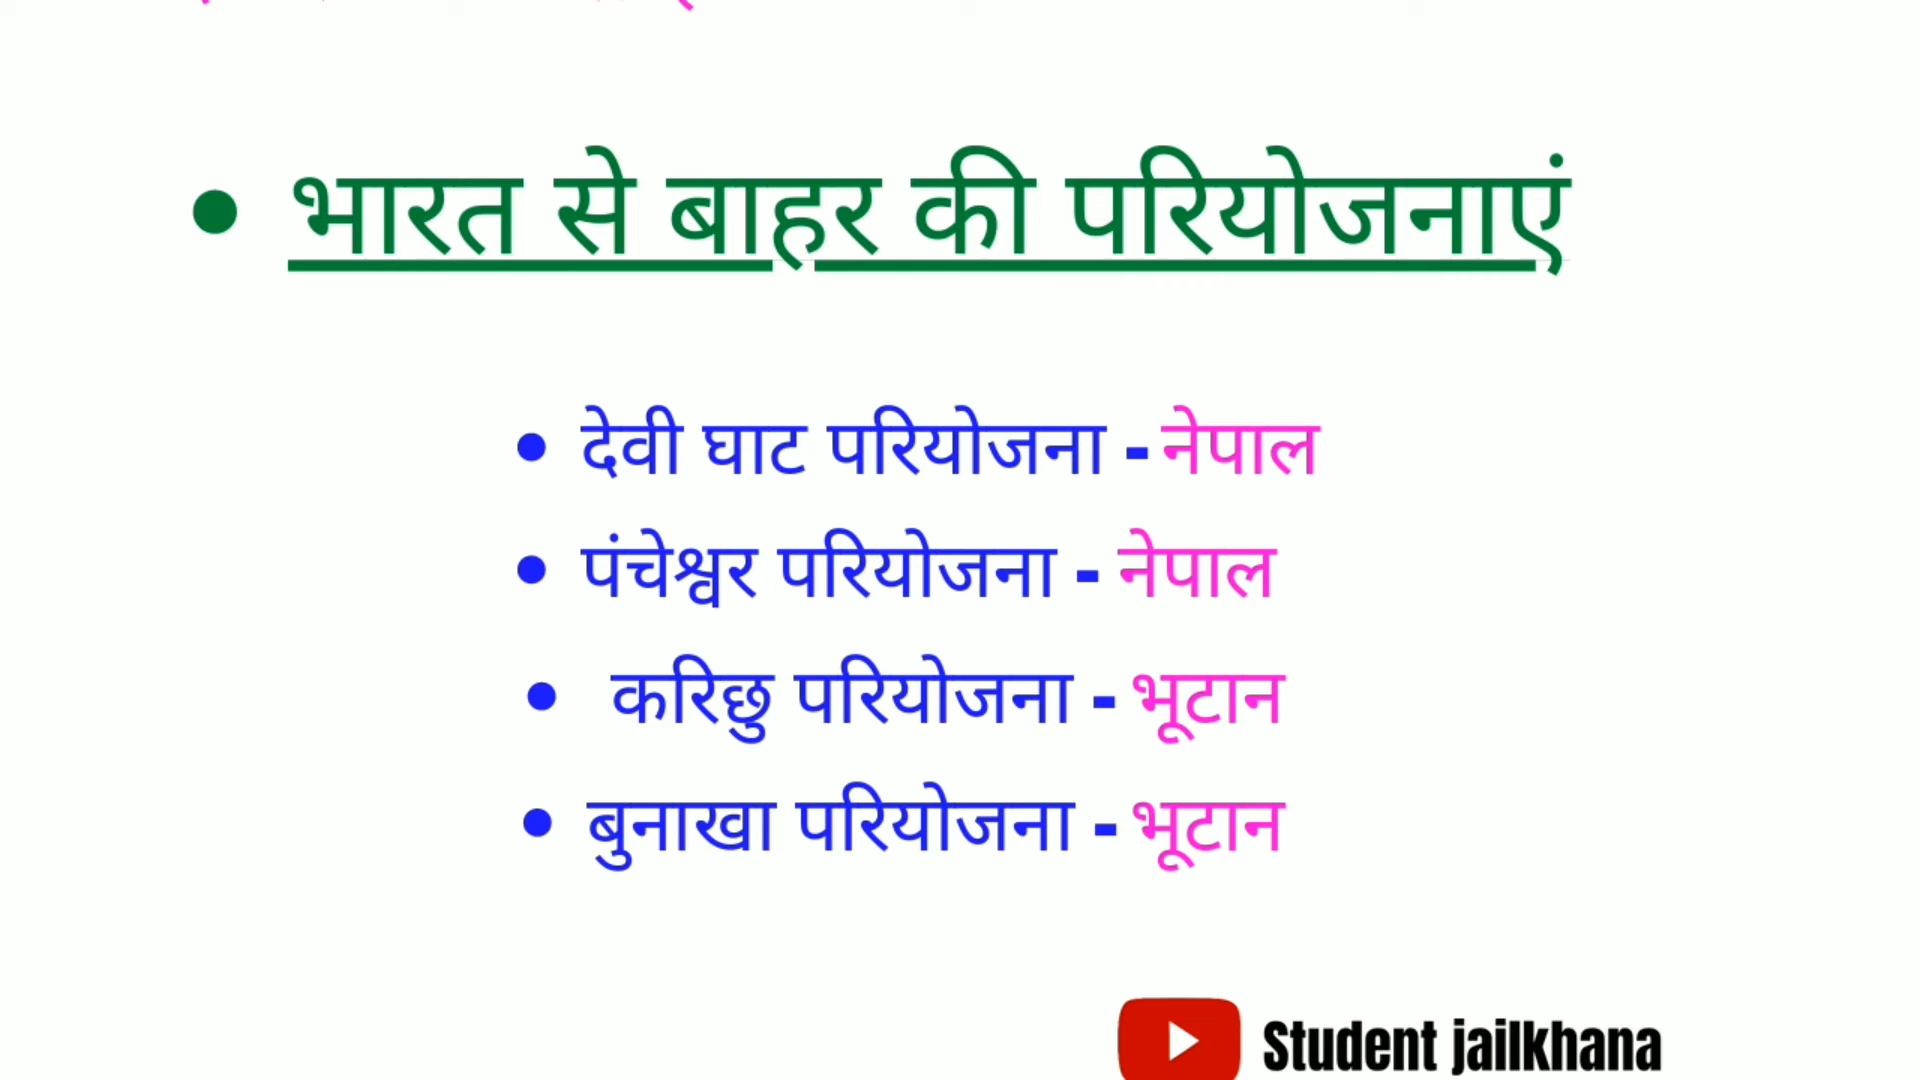 • भारत से बाहर की परियोजनाएं
• देवी घाट परियोजना - नेपाल
• पंचेश्वर परियोजना - नेपाल
• करिछु परियोजना - भूटान
• बुनाखा परियोजना - भूटान
Student jailkhana